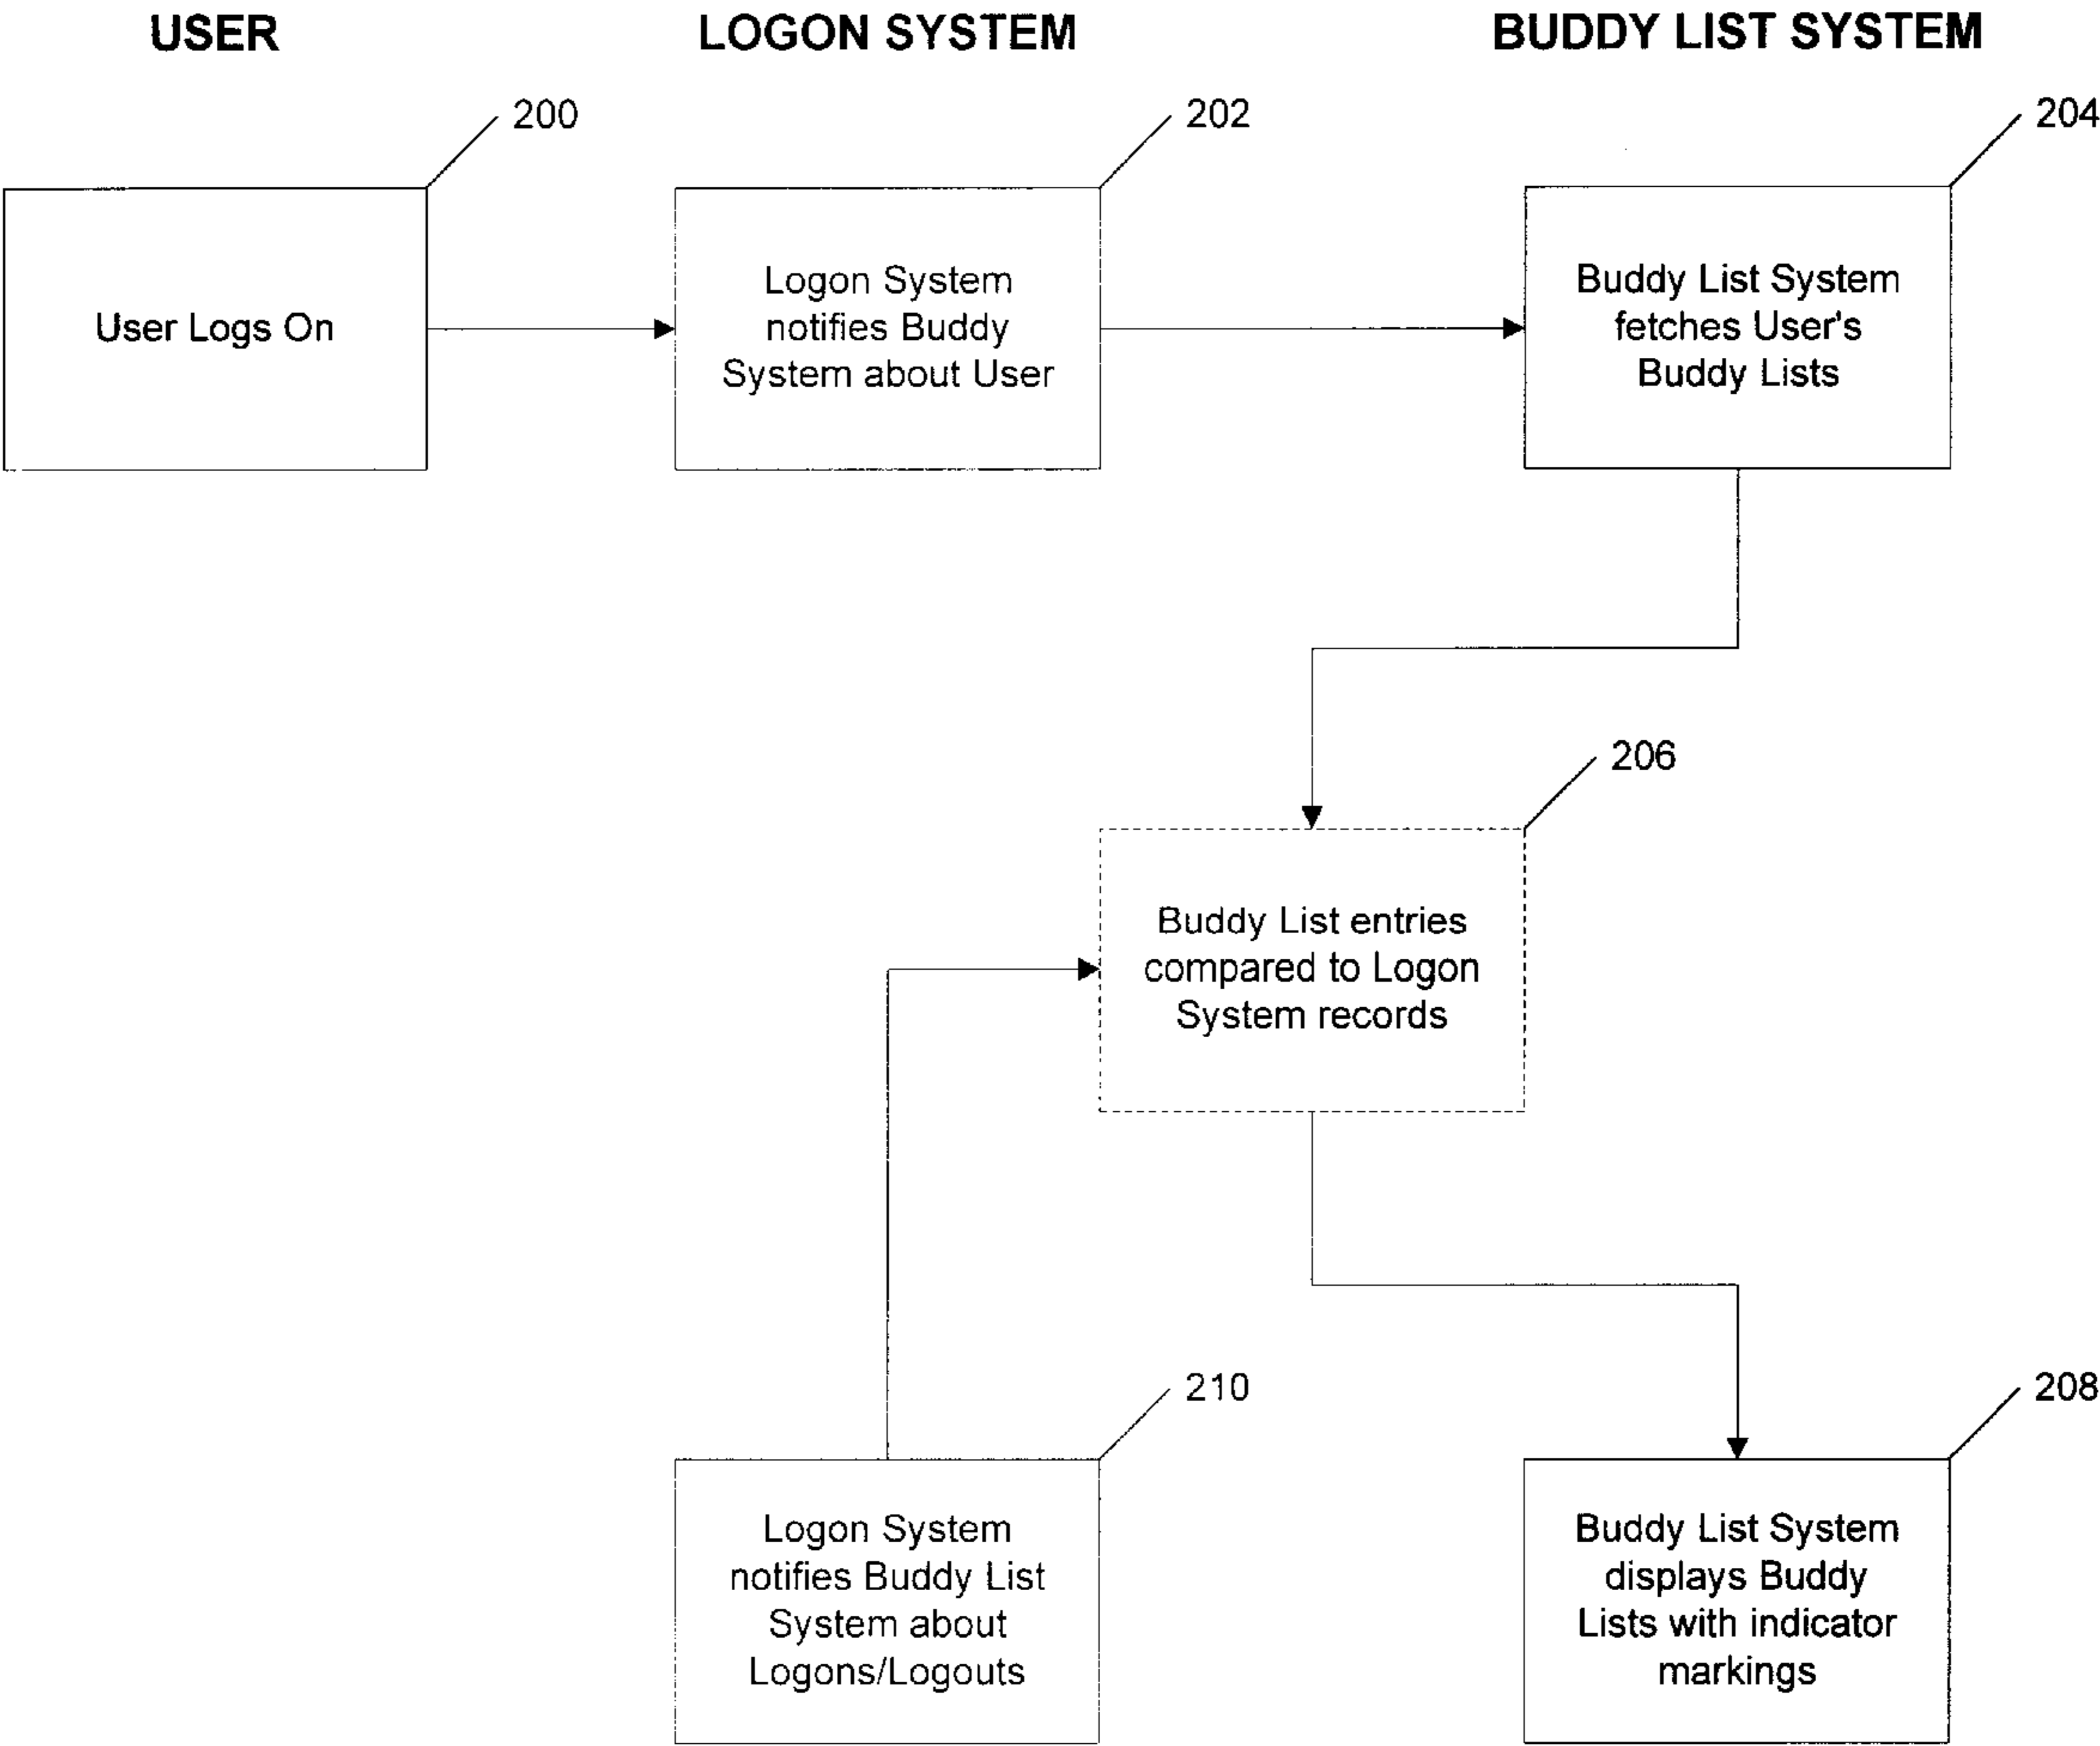 USER
LOGON SYSTEM
BUDDY LIST SYSTEM
200
202
204
User Logs On
Logon System
notifies Buddy
System about User
Buddy List System
fetches User's
Buddy Lists
206
Buddy List entries
compared to Logon
System records
210
208
Logon System
notifies Buddy List
System about
Logons/Logouts
Buddy List System
displays Buddy
Lists with indicator
markings